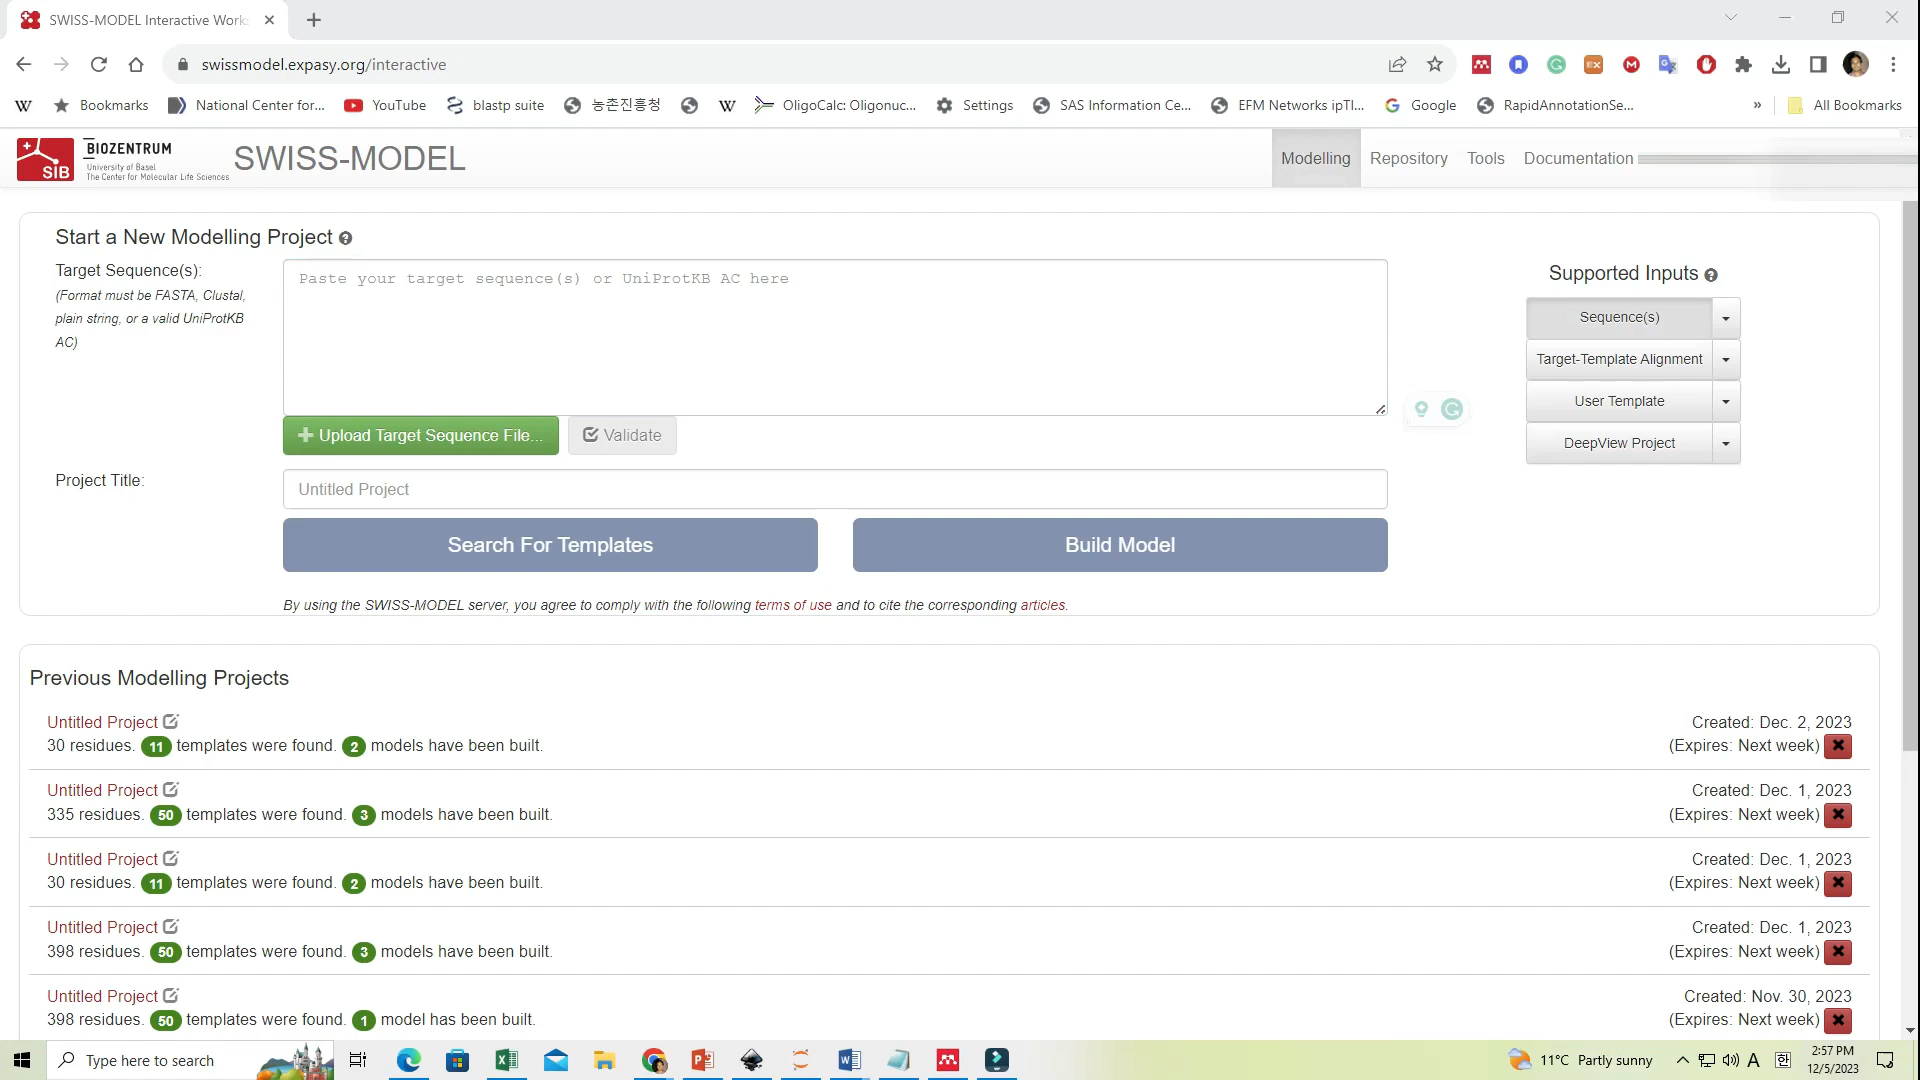 SWISS-MODEL Interactive Work
swissmodel.expasy.org/interactive
Bookmarks
National Center for...
YouTube
blastp suite
농촌진흥청
W
OligoCalc: Oligonuc...
Settings
SAS Information Ce...
EFM Networks ipTI...
Google
RapidAnnotationSe...
»
All Bookmarks
SIB
BIOZENTRUM
University of Basel
The Center for Molecular Life Sciences
SWISS-MODEL
Modelling
Repository
Tools
Documentation
Start a New Modelling Project
Target Sequence(s):
(Format must be FASTA, Clustal,
plain string, or a valid UniProtKB
AC)
Paste your target sequence(s) or UniProtKB AC here
Supported Inputs
Sequence(s)
Target-Template Alignment
User Template
DeepView Project
Upload Target Sequence File...
Validate
Project Title:
Untitled Project
Search For Templates
Build Model
By using the SWISS-MODEL server, you agree to comply with the following terms of use and to cite the corresponding articles.
Previous Modelling Projects
Untitled Project
Created: Dec. 2, 2023
30 residues. 11 templates were found. 2 models have been built.
(Expires: Next week)
Untitled Project
Created: Dec. 1, 2023
335 residues. 50 templates were found. 3 models have been built.
(Expires: Next week)
Untitled Project
Created: Dec. 1, 2023
30 residues. 11 templates were found. 2 models have been built.
(Expires: Next week)
Untitled Project
Created: Dec. 1, 2023
398 residues. 50 templates were found. 3 models have been built.
(Expires: Next week)
Untitled Project
Created: Nov. 30, 2023
398 residues. 50 templates were found. 1 model has been built.
(Expires: Next week)
Type here to search
11°C Partly sunny
A
한
2:57 PM
12/5/2023